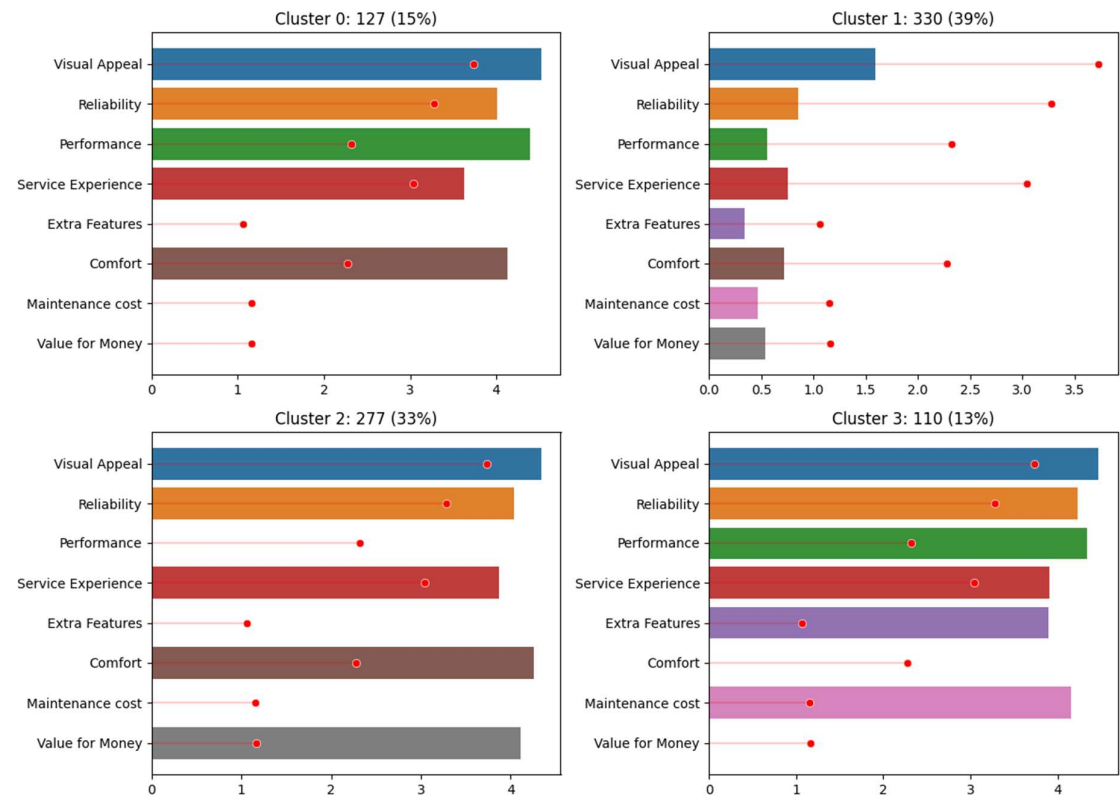 Cluster 0: 127 (15%)
Visual Appeal
Reliability
Performance
Service Experience
Extra Features
Comfort
Maintenance cost
Value for Money
0 1 2 3 4
Cluster 1: 330 (39%)
Visual Appeal
Reliability
Performance
Service Experience
Extra Features
Comfort
Maintenance cost
Value for Money
0.0 0.5 1.0 1.5 2.0 2.5 3.0 3.5
Cluster 2: 277 (33%)
Visual Appeal
Reliability
Performance
Service Experience
Extra Features
Comfort
Maintenance cost
Value for Money
0 1 2 3 4
Cluster 3: 110 (13%)
Visual Appeal
Reliability
Performance
Service Experience
Extra Features
Comfort
Maintenance cost
Value for Money
0 1 2 3 4